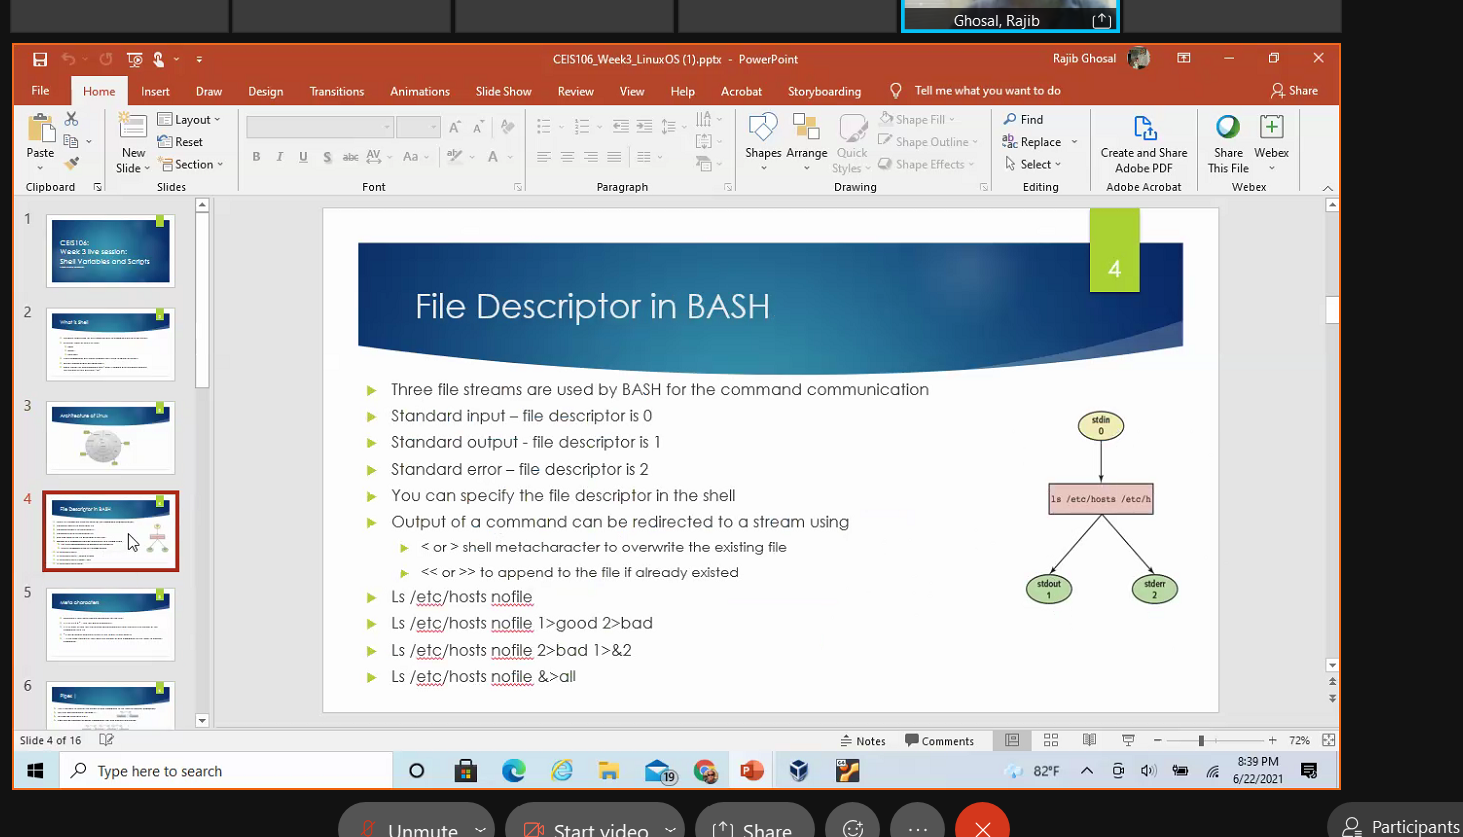 Ghosal, Rajib
CEIS106_Week3_LinuxOS (1).pptx - PowerPoint
Rajib Ghosal
File Home Insert Draw Design Transitions Animations Slide Show Review View Help Acrobat Storyboarding Tell me what you want to do Share
Paste
Clipboard
New
Slide
Layout
Reset
Section
Slides
B I U S abc AV Aa A
Font
Paragraph
Shapes
Arrange
Quick
Styles
Shape Fill
Shape Outline
Shape Effects
Drawing
Find
Replace
Select
Editing
Create and Share
Adobe PDF
Adobe Acrobat
Share
This File
Webex
Webex
1
CEIS106:
Week 3 live session:
Shell Variables and Scripts
2
What is Shell
3
Architecture of Linux
4
File Descriptor in BASH
5
Meta characters
6
Pipes |
4
File Descriptor in BASH
Three file streams are used by BASH for the command communication
Standard input – file descriptor is 0
Standard output - file descriptor is 1
Standard error – file descriptor is 2
You can specify the file descriptor in the shell
Output of a command can be redirected to a stream using
< or > shell metacharacter to overwrite the existing file
<< or >> to append to the file if already existed
Ls /etc/hosts nofile
Ls /etc/hosts nofile 1>good 2>bad
Ls /etc/hosts nofile 2>bad 1>&2
Ls /etc/hosts nofile &>all
stdin
0
ls /etc/hosts /etc/h
stdout
1
stderr
2
Slide 4 of 16
Notes
Comments
72%
Type here to search
19
82°F
8:39 PM
6/22/2021
Unmute
Start video
Share
Participants